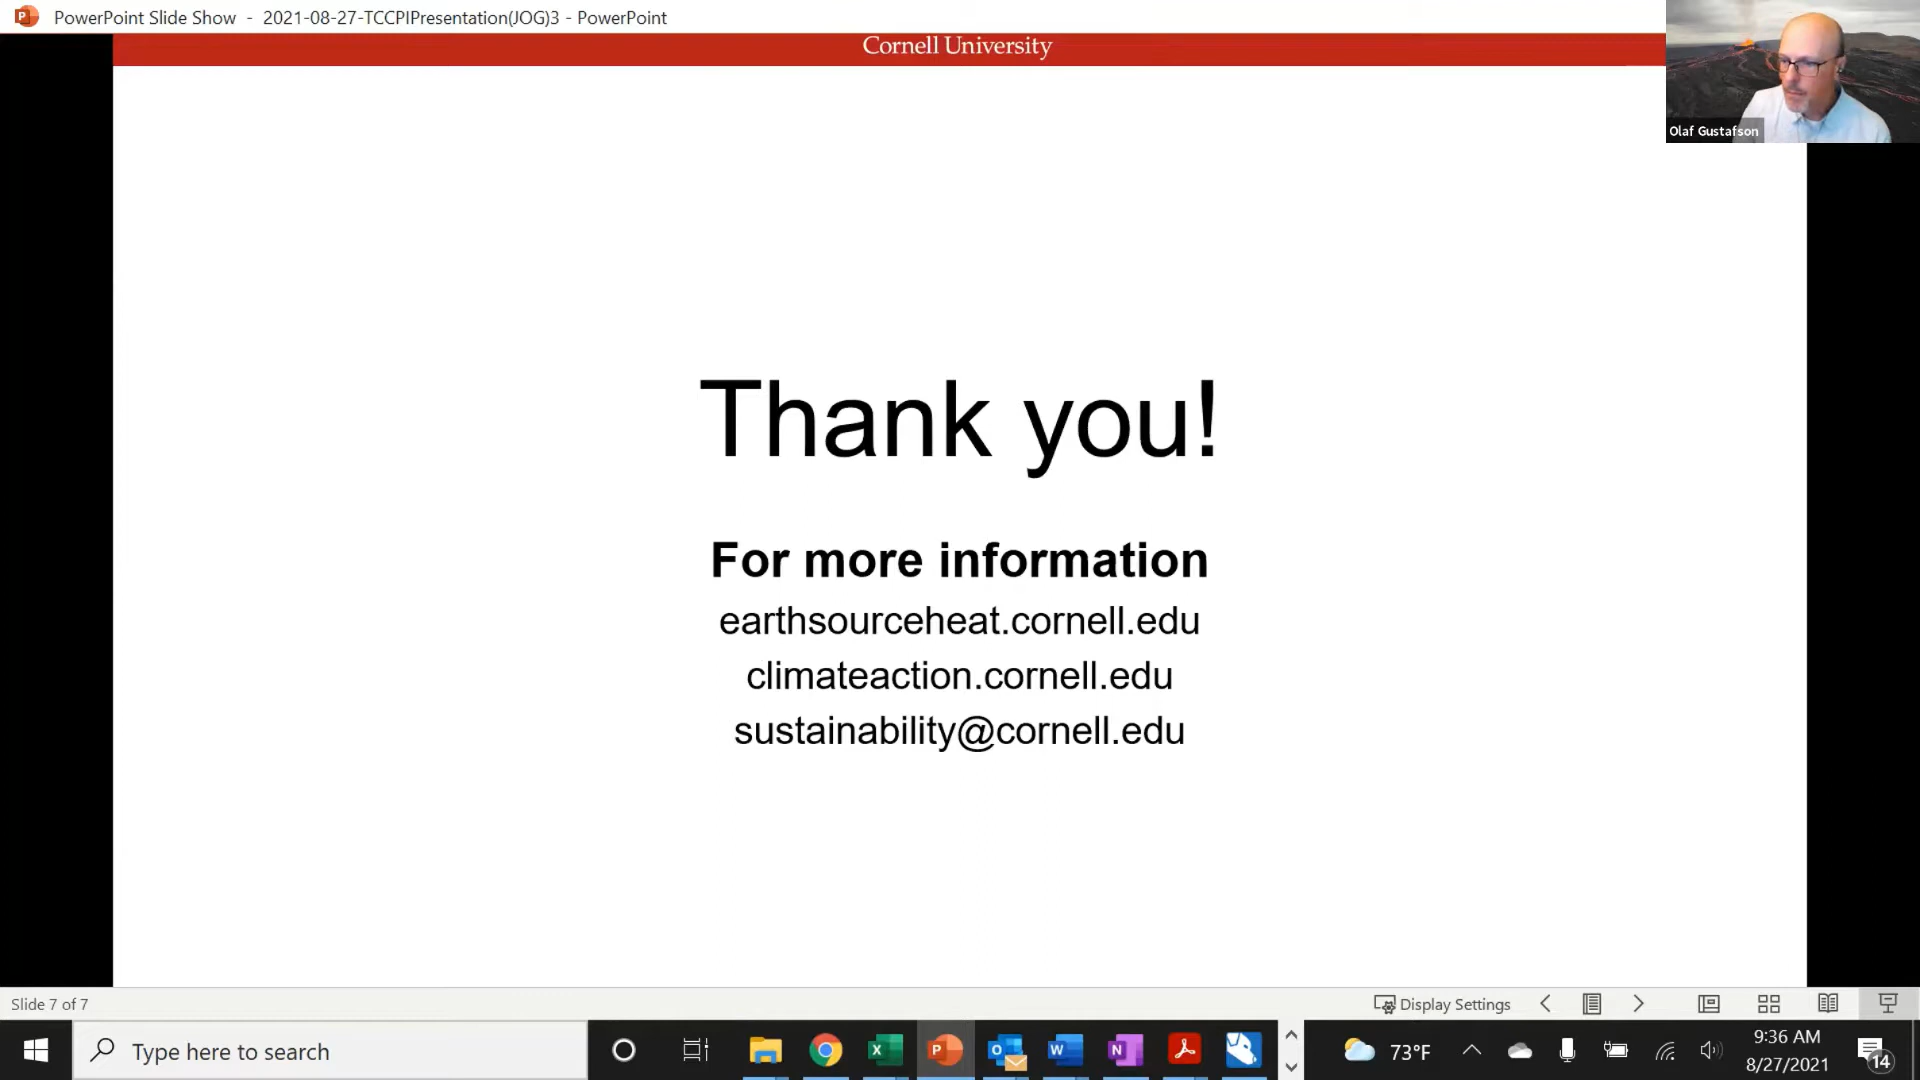 PowerPoint Slide Show - 2021-08-27-TCCPIPresentation(JOG)3 - PowerPoint
Cornell University
Olaf Gustafson
Thank you!
For more information
earthsourceheat.cornell.edu
climateaction.cornell.edu
sustainability@cornell.edu
Slide 7 of 7
Display Settings
Type here to search
73°F
9:36 AM
8/27/2021
14